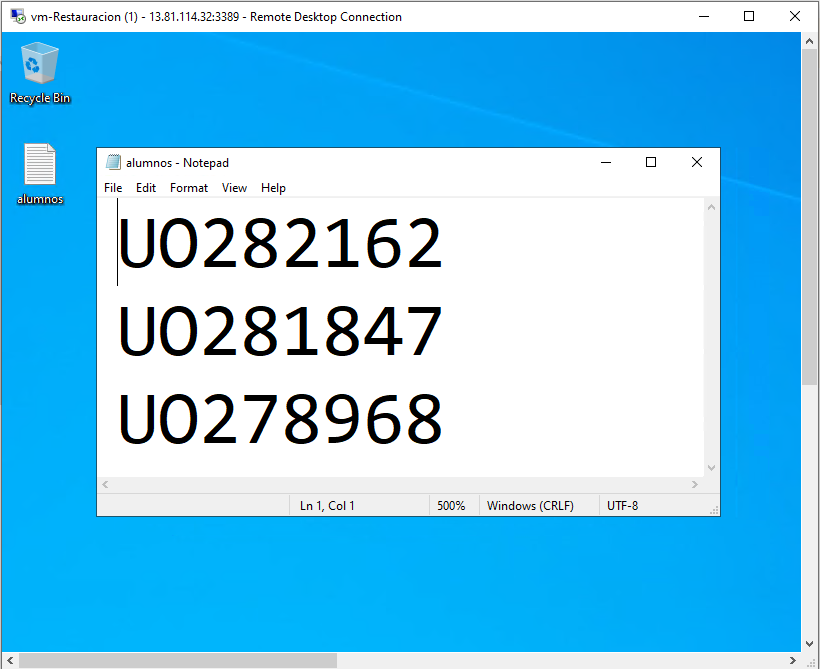 vm-Restauracion (1) - 13.81.114.32:3389 - Remote Desktop Connection
Recycle Bin
alumnos
alumnos - Notepad
File Edit Format View Help
UO282162
UO281847
UO278968
Ln 1, Col 1 500% Windows (CRLF) UTF-8